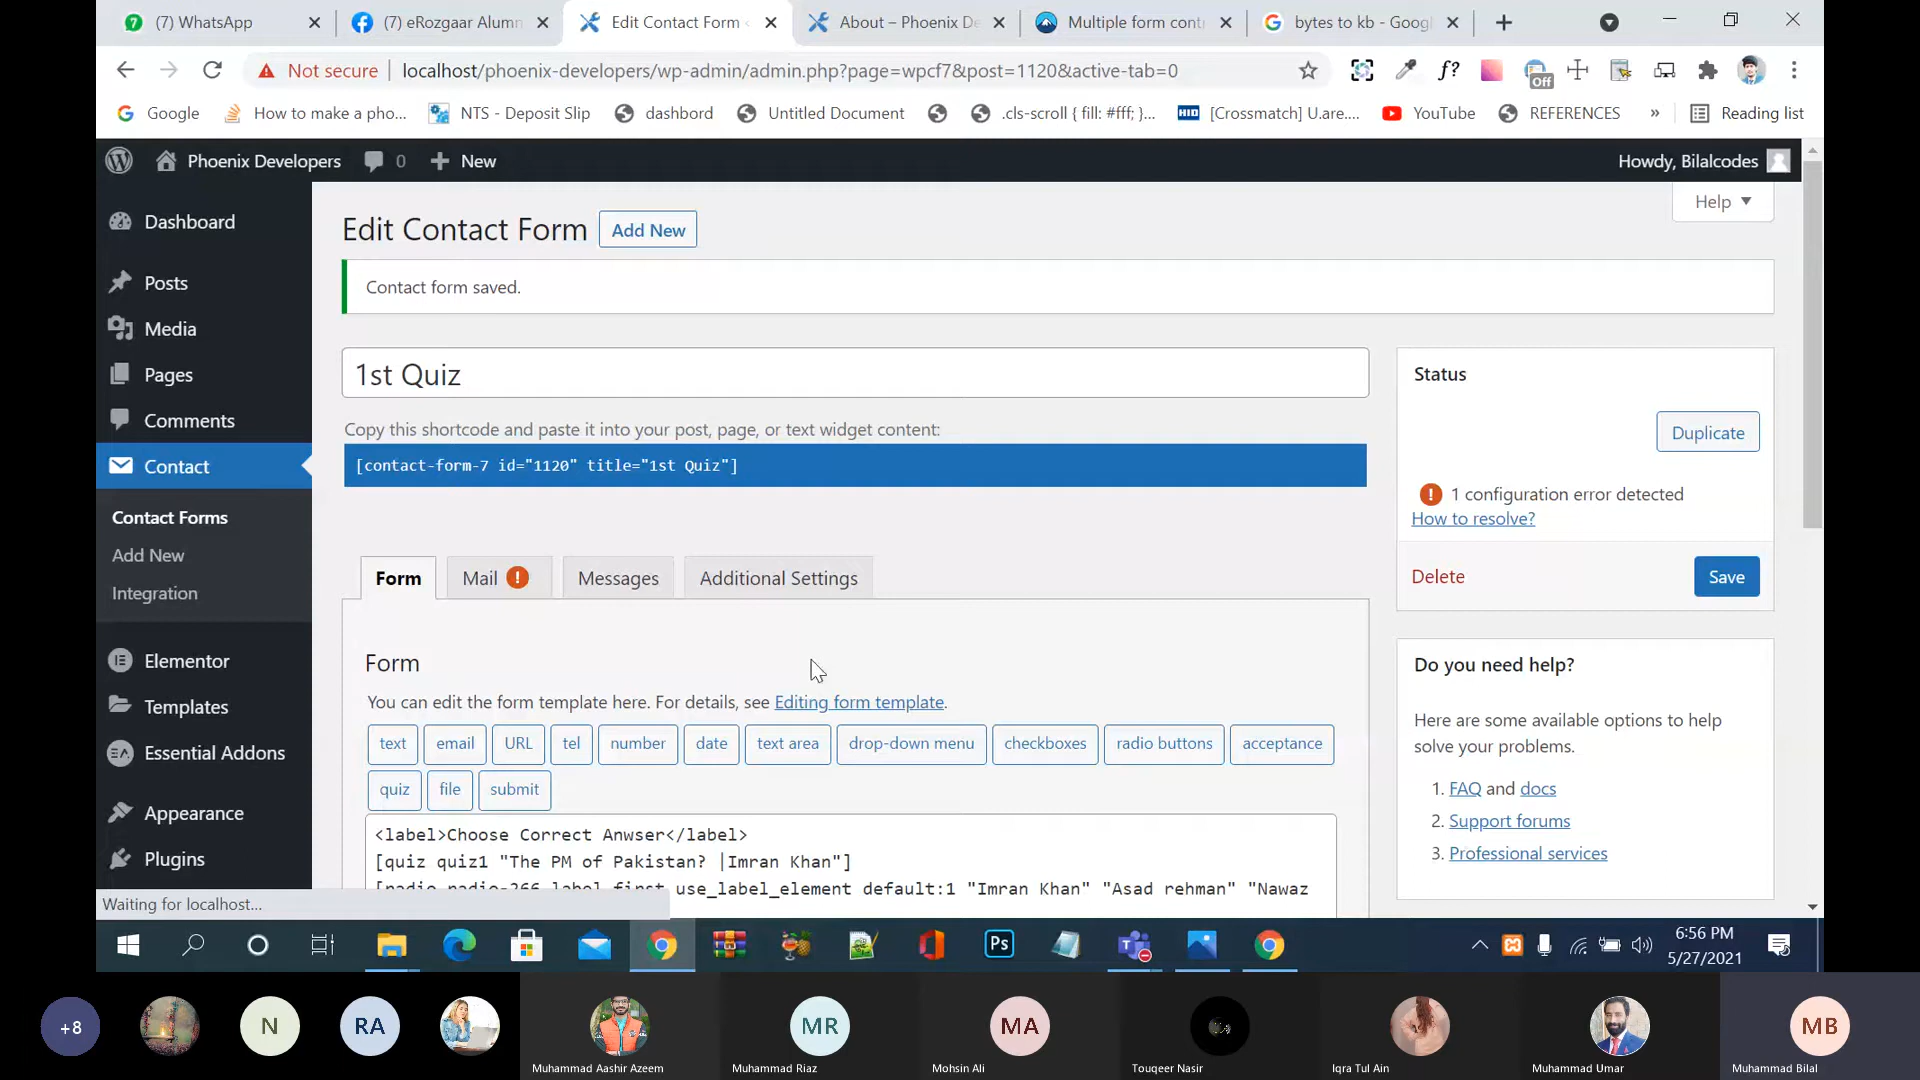 (7) WhatsApp
(7) eRozgaar Alumn
Edit Contact Form
About – Phoenix De
Multiple form cont
bytes to kb - Goog
Not secure
localhost/phoenix-developers/wp-admin/admin.php?page=wpcf7&post=1120&active-tab=0
f?
Off
Google
How to make a pho...
NTS - Deposit Slip
dashbord
Untitled Document
.cls-scroll { fill: #fff; }...
HID
[Crossmatch] U.are....
YouTube
REFERENCES
»
Reading list
Phoenix Developers
0
New
Howdy, Bilalcodes
Help
Dashboard
Posts
Media
Pages
Comments
Contact
Contact Forms
Add New
Integration
Elementor
Templates
Essential Addons
Appearance
Plugins
Edit Contact Form
Add New
Contact form saved.
1st Quiz
Copy this shortcode and paste it into your post, page, or text widget content:
[contact-form-7 id="1120" title="1st Quiz"]
Form
Mail
Messages
Additional Settings
Form
You can edit the form template here. For details, see Editing form template.
text
email
URL
tel
number
date
text area
drop-down menu
checkboxes
radio buttons
acceptance
quiz
file
submit
<label>Choose Correct Anwser</label>
[quiz quiz1 "The PM of Pakistan? |Imran Khan"]
[radio radio-266 label_first use_label_element default:1 "Imran Khan" "Asad rehman" "Nawaz
Status
Duplicate
1 configuration error detected
How to resolve?
Delete
Save
Do you need help?
Here are some available options to help
solve your problems.
1. FAQ and docs
2. Support forums
3. Professional services
Waiting for localhost...
Ps
6:56 PM
5/27/2021
+8
N
RA
Muhammad Aashir Azeem
MR
Muhammad Riaz
MA
Mohsin Ali
Touqeer Nasir
Iqra Tul Ain
Muhammad Umar
MB
Muhammad Bilal